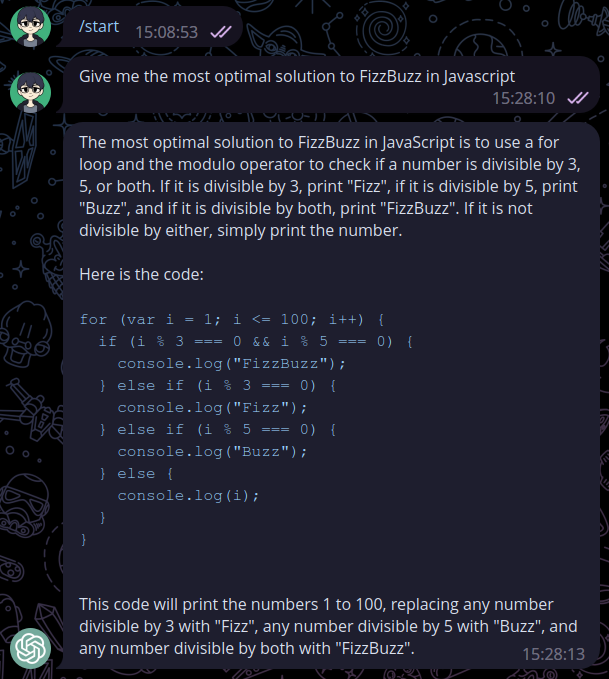 /start
15:08:53
Give me the most optimal solution to FizzBuzz in Javascript
15:28:10
The most optimal solution to FizzBuzz in JavaScript is to use a for
loop and the modulo operator to check if a number is divisible by 3,
5, or both. If it is divisible by 3, print "Fizz", if it is divisible by 5, print
"Buzz", and if it is divisible by both, print "FizzBuzz". If it is not
divisible by either, simply print the number.
Here is the code:
for (var i = 1; i <= 100; i++) {
  if (i % 3 === 0 && i % 5 === 0) {
    console.log("FizzBuzz");
  } else if (i % 3 === 0) {
    console.log("Fizz");
  } else if (i % 5 === 0) {
    console.log("Buzz");
  } else {
    console.log(i);
  }
}
This code will print the numbers 1 to 100, replacing any number
divisible by 3 with "Fizz", any number divisible by 5 with "Buzz", and
any number divisible by both with "FizzBuzz".
15:28:13